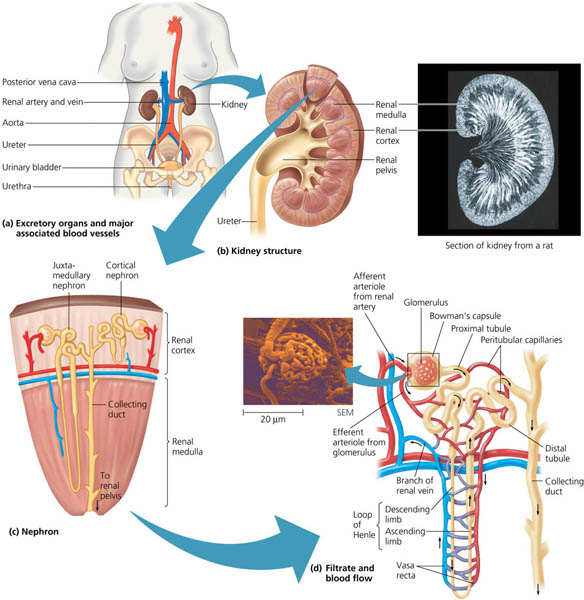 Posterior vena cava
Renal artery and vein
Aorta
Ureter
Urinary bladder
Urethra
Kidney
(a) Excretory organs and major
associated blood vessels
Renal
medulla
Renal
cortex
Renal
pelvis
Ureter
(b) Kidney structure
Section of kidney from a rat
Juxta-
medullary
nephron
Cortical
nephron
Renal
cortex
Collecting
duct
Renal
medulla
To
renal
pelvis
(c) Nephron
Afferent
arteriole
from renal
artery
Glomerulus
Bowman's capsule
Proximal tubule
Peritubular capillaries
20 μm
SEM
Efferent
arteriole from
glomerulus
Distal
tubule
Collecting
duct
Branch of
renal vein
Loop
of
Henle
Descending
limb
Ascending
limb
Vasa
recta
(d) Filtrate and
blood flow